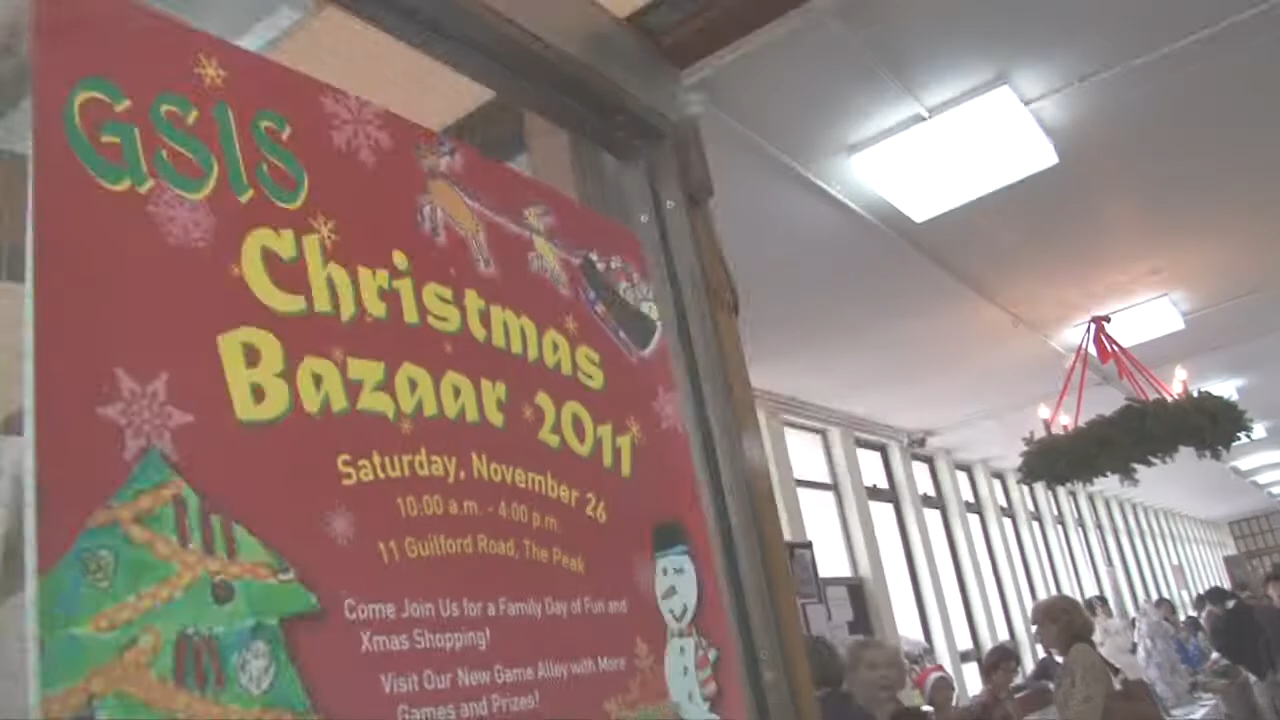 GSIS
Christmas
Bazaar 2011
Saturday, November 26
10:00 a.m. - 4:00 p.m.
11 Guilford Road, The Peak
Come Join Us for a Family Day of Fun and
Xmas Shopping!
Visit Our New Game Alley with More
Games and Prizes!